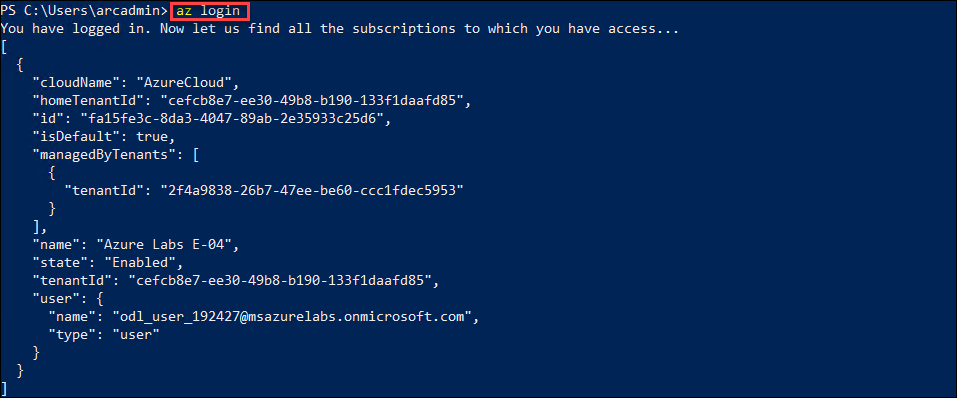 PS C:\Users\arcadmin> az login
You have logged in. Now let us find all the subscriptions to which you have access...
[
  {
    "cloudName": "AzureCloud",
    "homeTenantId": "cefcb8e7-ee30-49b8-b190-133f1daafd85",
    "id": "fa15fe3c-8da3-4047-89ab-2e35933c25d6",
    "isDefault": true,
    "managedByTenants": [
      {
        "tenantId": "2f4a9838-26b7-47ee-be60-ccc1fdec5953"
      }
    ],
    "name": "Azure Labs E-04",
    "state": "Enabled",
    "tenantId": "cefcb8e7-ee30-49b8-b190-133f1daafd85",
    "user": {
      "name": "odl_user_192427@msazurelabs.onmicrosoft.com",
      "type": "user"
    }
  }
]